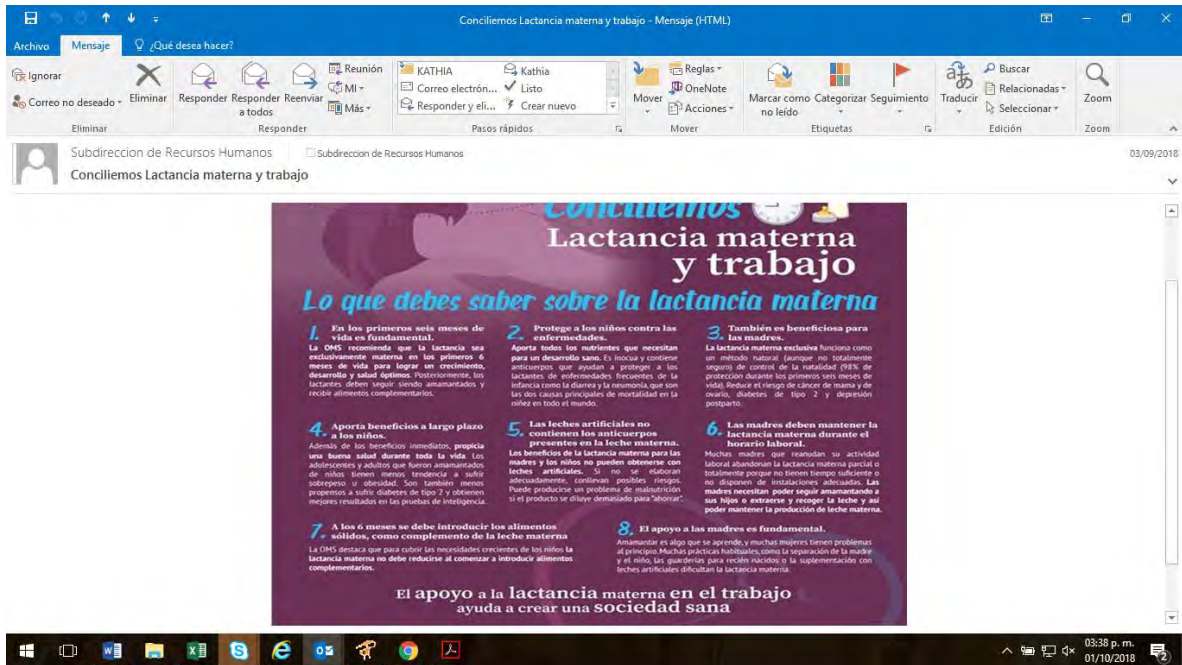 Conciliemos Lactancia materna y trabajo - Mensaje (HTML)
Archivo Mensaje ¿Qué desea hacer?
Ignorar
Correo no deseado
Eliminar
Responder
Responder a todos
Reenviar
Reunión
MI
Más
KATHIA
Correo electrón...
Responder y eli...
Kathia
Listo
Crear nuevo
Mover
Reglas
OneNote
Acciones
Marcar como no leído
Categorizar
Seguimiento
Traducir
Buscar
Relacionadas
Seleccionar
Zoom
Eliminar Responder Pasos rápidos Mover Etiquetas Edición Zoom
Subdireccion de Recursos Humanos Subdireccion de Recursos Humanos 03/09/2018
Conciliemos Lactancia materna y trabajo
Conciliemos
Lactancia materna
y trabajo
Lo que debes saber sobre la lactancia materna
1. En los primeros seis meses de
vida es fundamental.
La OMS recomienda que la lactancia sea
exclusivamente materna en los primeros 6
meses de vida para lograr un crecimiento,
desarrollo y salud óptimos. Posteriormente, los
lactantes deben seguir siendo amamantados y
recibir alimentos complementarios.
2. Protege a los niños contra las
enfermedades.
Aporta todos los nutrientes que necesitan
para un desarrollo sano. Es inocua y contiene
anticuerpos que ayudan a proteger a los
lactantes de enfermedades frecuentes de la
infancia como la diarrea y la neumonía, que son
las dos causas principales de mortalidad en la
niñez en todo el mundo.
3. También es beneficiosa para
las madres.
La lactancia materna exclusiva funciona como
un método natural (aunque no totalmente
seguro) de control de la natalidad (98% de
protección durante los primeros seis meses de
vida). Reduce el riesgo de cáncer de mama y de
ovario, diabetes de tipo 2 y depresión
postparto.
4. Aporta beneficios a largo plazo
a los niños.
Además de los beneficios inmediatos, propicia
una buena salud durante toda la vida. Los
adolescentes y adultos que fueron amamantados
de niños tienen menos tendencia a sufrir
sobrepeso u obesidad. Son también menos
propensos a sufrir diabetes de tipo 2 y obtienen
mejores resultados en las pruebas de inteligencia.
5. Las leches artificiales no
contienen los anticuerpos
presentes en la leche materna.
Los beneficios de la lactancia materna para las
madres y los niños no pueden obtenerse con
leches artificiales. Si no se elaboran
adecuadamente, conllevan posibles riesgos.
Puede producirse un problema de malnutrición
si el producto se diluye demasiado para "ahorrar".
6. Las madres deben mantener la
lactancia materna durante el
horario laboral.
Muchas madres que reanudan su actividad
laboral abandonan la lactancia materna parcial o
totalmente porque no tienen tiempo suficiente o
no disponen de instalaciones adecuadas. Las
madres necesitan poder seguir amamantando a
sus hijos o extraerse y recoger la leche y así
poder mantener la producción de leche materna.
7. A los 6 meses se debe introducir los alimentos
sólidos, como complemento de la leche materna
La OMS destaca que para cubrir las necesidades crecientes de los niños la
lactancia materna no debe reducirse al comenzar a introducir alimentos
complementarios.
8. El apoyo a las madres es fundamental.
Amamantar es algo que se aprende, y muchas mujeres tienen problemas
al principio. Muchas prácticas habituales, como la separación de la madre
y el niño, las guarderías para recién nacidos o la suplementación con
leches artificiales dificultan la lactancia materna.
El apoyo a la lactancia materna en el trabajo
ayuda a crear una sociedad sana
03:38 p. m.
01/10/2018